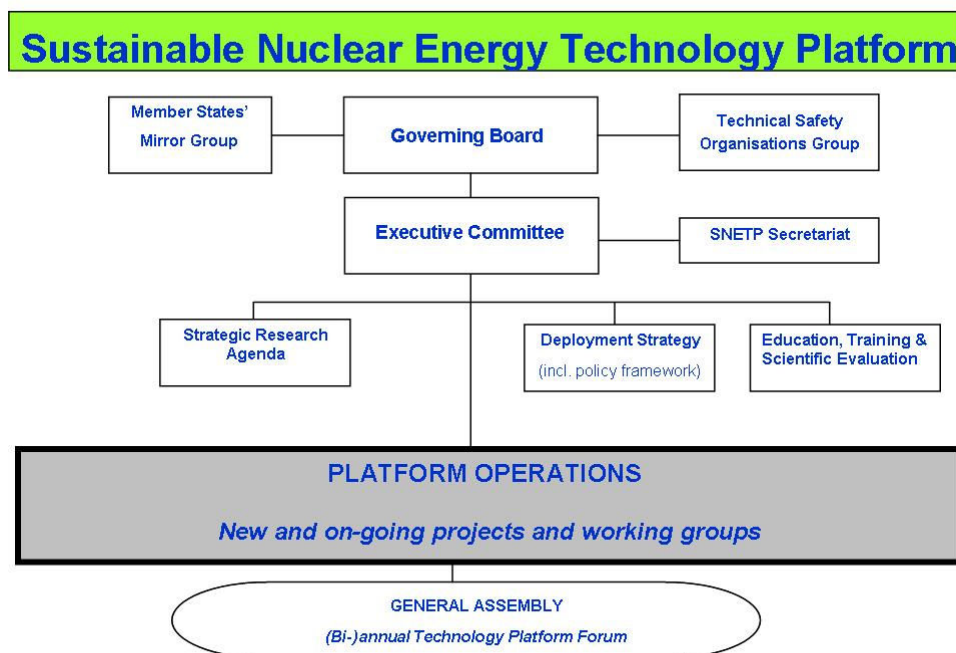 Sustainable Nuclear Energy Technology Platform
Member States'
Mirror Group
Governing Board
Technical Safety
Organisations Group
Executive Committee
SNETP Secretariat
Strategic Research
Agenda
Deployment Strategy
(incl. policy framework)
Education, Training &
Scientific Evaluation
PLATFORM OPERATIONS
New and on-going projects and working groups
GENERAL ASSEMBLY
(Bi-)annual Technology Platform Forum